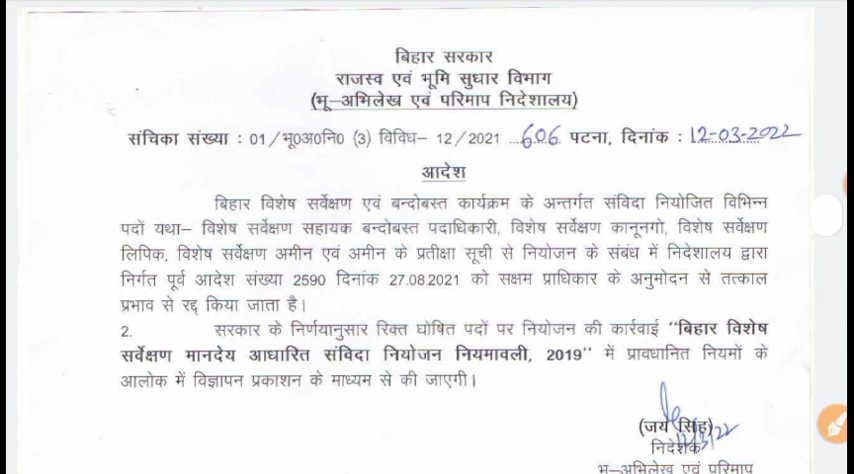 बिहार सरकार
राजस्व एवं भूमि सुधार विभाग
(भू–अभिलेख एवं परिमाप निदेशालय)
संचिका संख्या : 01/भू0अ0नि0 (3) विविध– 12/2021 ...606 पटना, दिनांक : 12-03-2022
आदेश
बिहार विशेष सर्वेक्षण एवं बन्दोबस्त कार्यक्रम के अन्तर्गत संविदा नियोजित विभिन्न
पदों यथा– विशेष सर्वेक्षण सहायक बन्दोबस्त पदाधिकारी, विशेष सर्वेक्षण कानूनगो, विशेष सर्वेक्षण
लिपिक, विशेष सर्वेक्षण अमीन एवं अमीन के प्रतीक्षा सूची से नियोजन के संबंध में निदेशालय द्वारा
निर्गत पूर्व आदेश संख्या 2590 दिनांक 27.08.2021 को सक्षम प्राधिकार के अनुमोदन से तत्काल
प्रभाव से रद्द किया जाता है।
2. सरकार के निर्णयानुसार रिक्त घोषित पदों पर नियोजन की कार्रवाई "बिहार विशेष
सर्वेक्षण मानदेय आधारित संविदा नियोजन नियमावली, 2019" में प्रावधानित नियमों के
आलोक में विज्ञापन प्रकाशन के माध्यम से की जाएगी।
(जय सिंह)
12/3/22
निदेशक
भू–अभिलेख एवं परिमाप